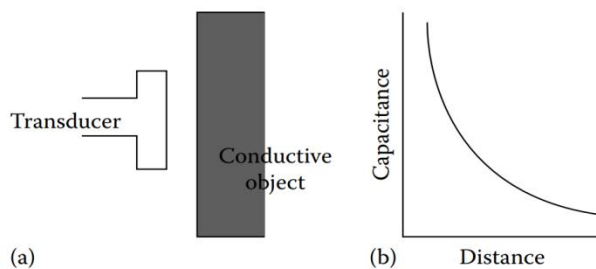 Transducer
Conductive
object
(a)
Capacitance
Distance
(b)